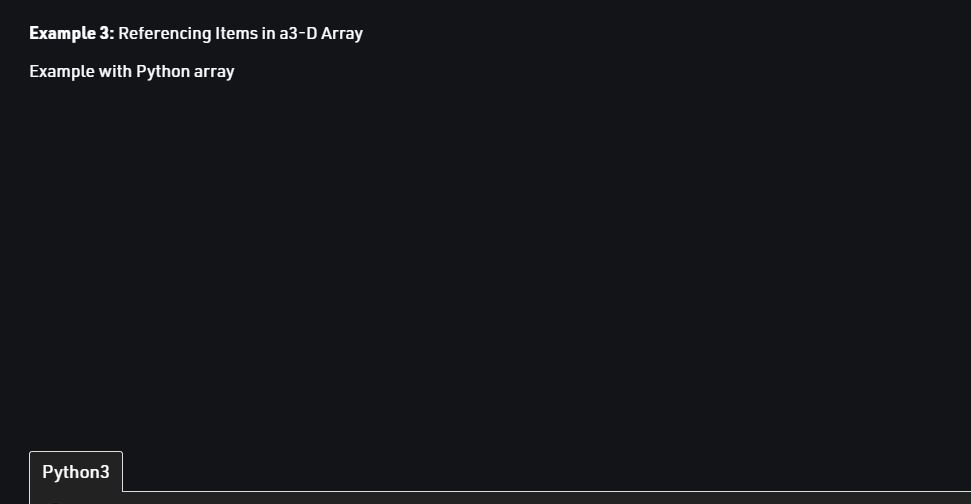 Example 3: Referencing Items in a3-D Array
Example with Python array
Python3